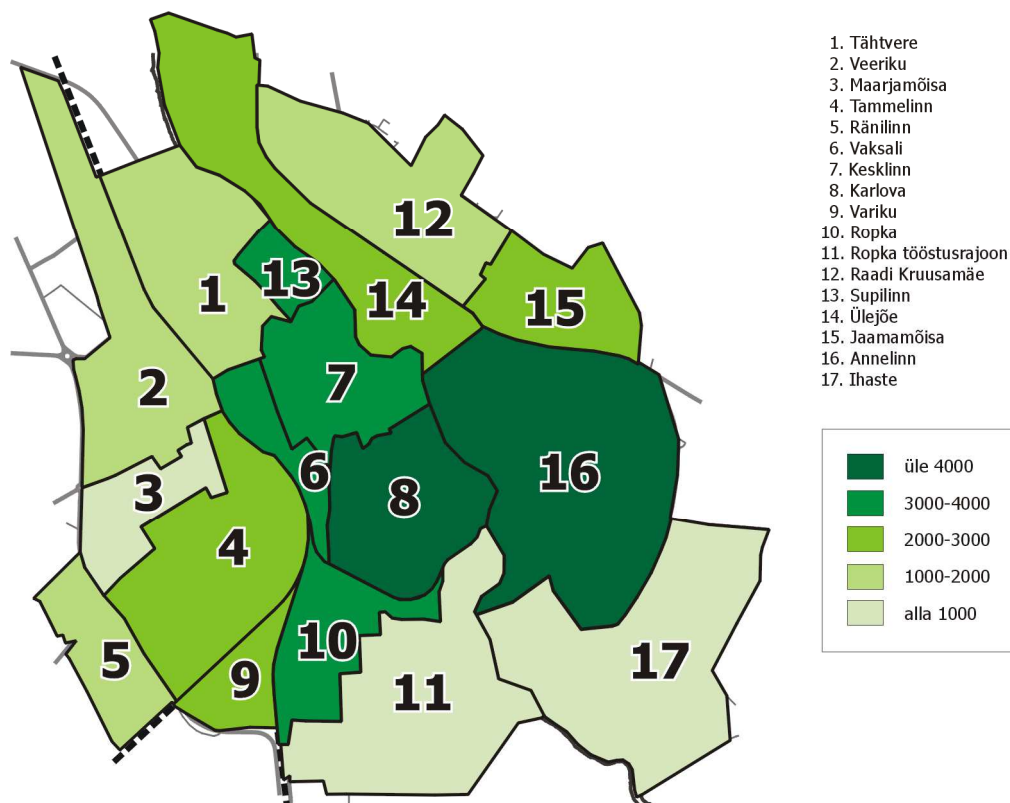 1. Tähtvere
2. Veeriku
3. Maarjamõisa
4. Tammelinn
5. Ränilinn
6. Vaksali
7. Kesklinn
8. Karlova
9. Variku
10. Ropka
11. Ropka tööstusrajoon
12. Raadi Kruusamäe
13. Supilinn
14. Ülejõe
15. Jaamamõisa
16. Annelinn
17. Ihaste
12
13
1
14
15
2
7
3
6
8
16
4
5
9
10
11
17
üle 4000
3000-4000
2000-3000
1000-2000
alla 1000